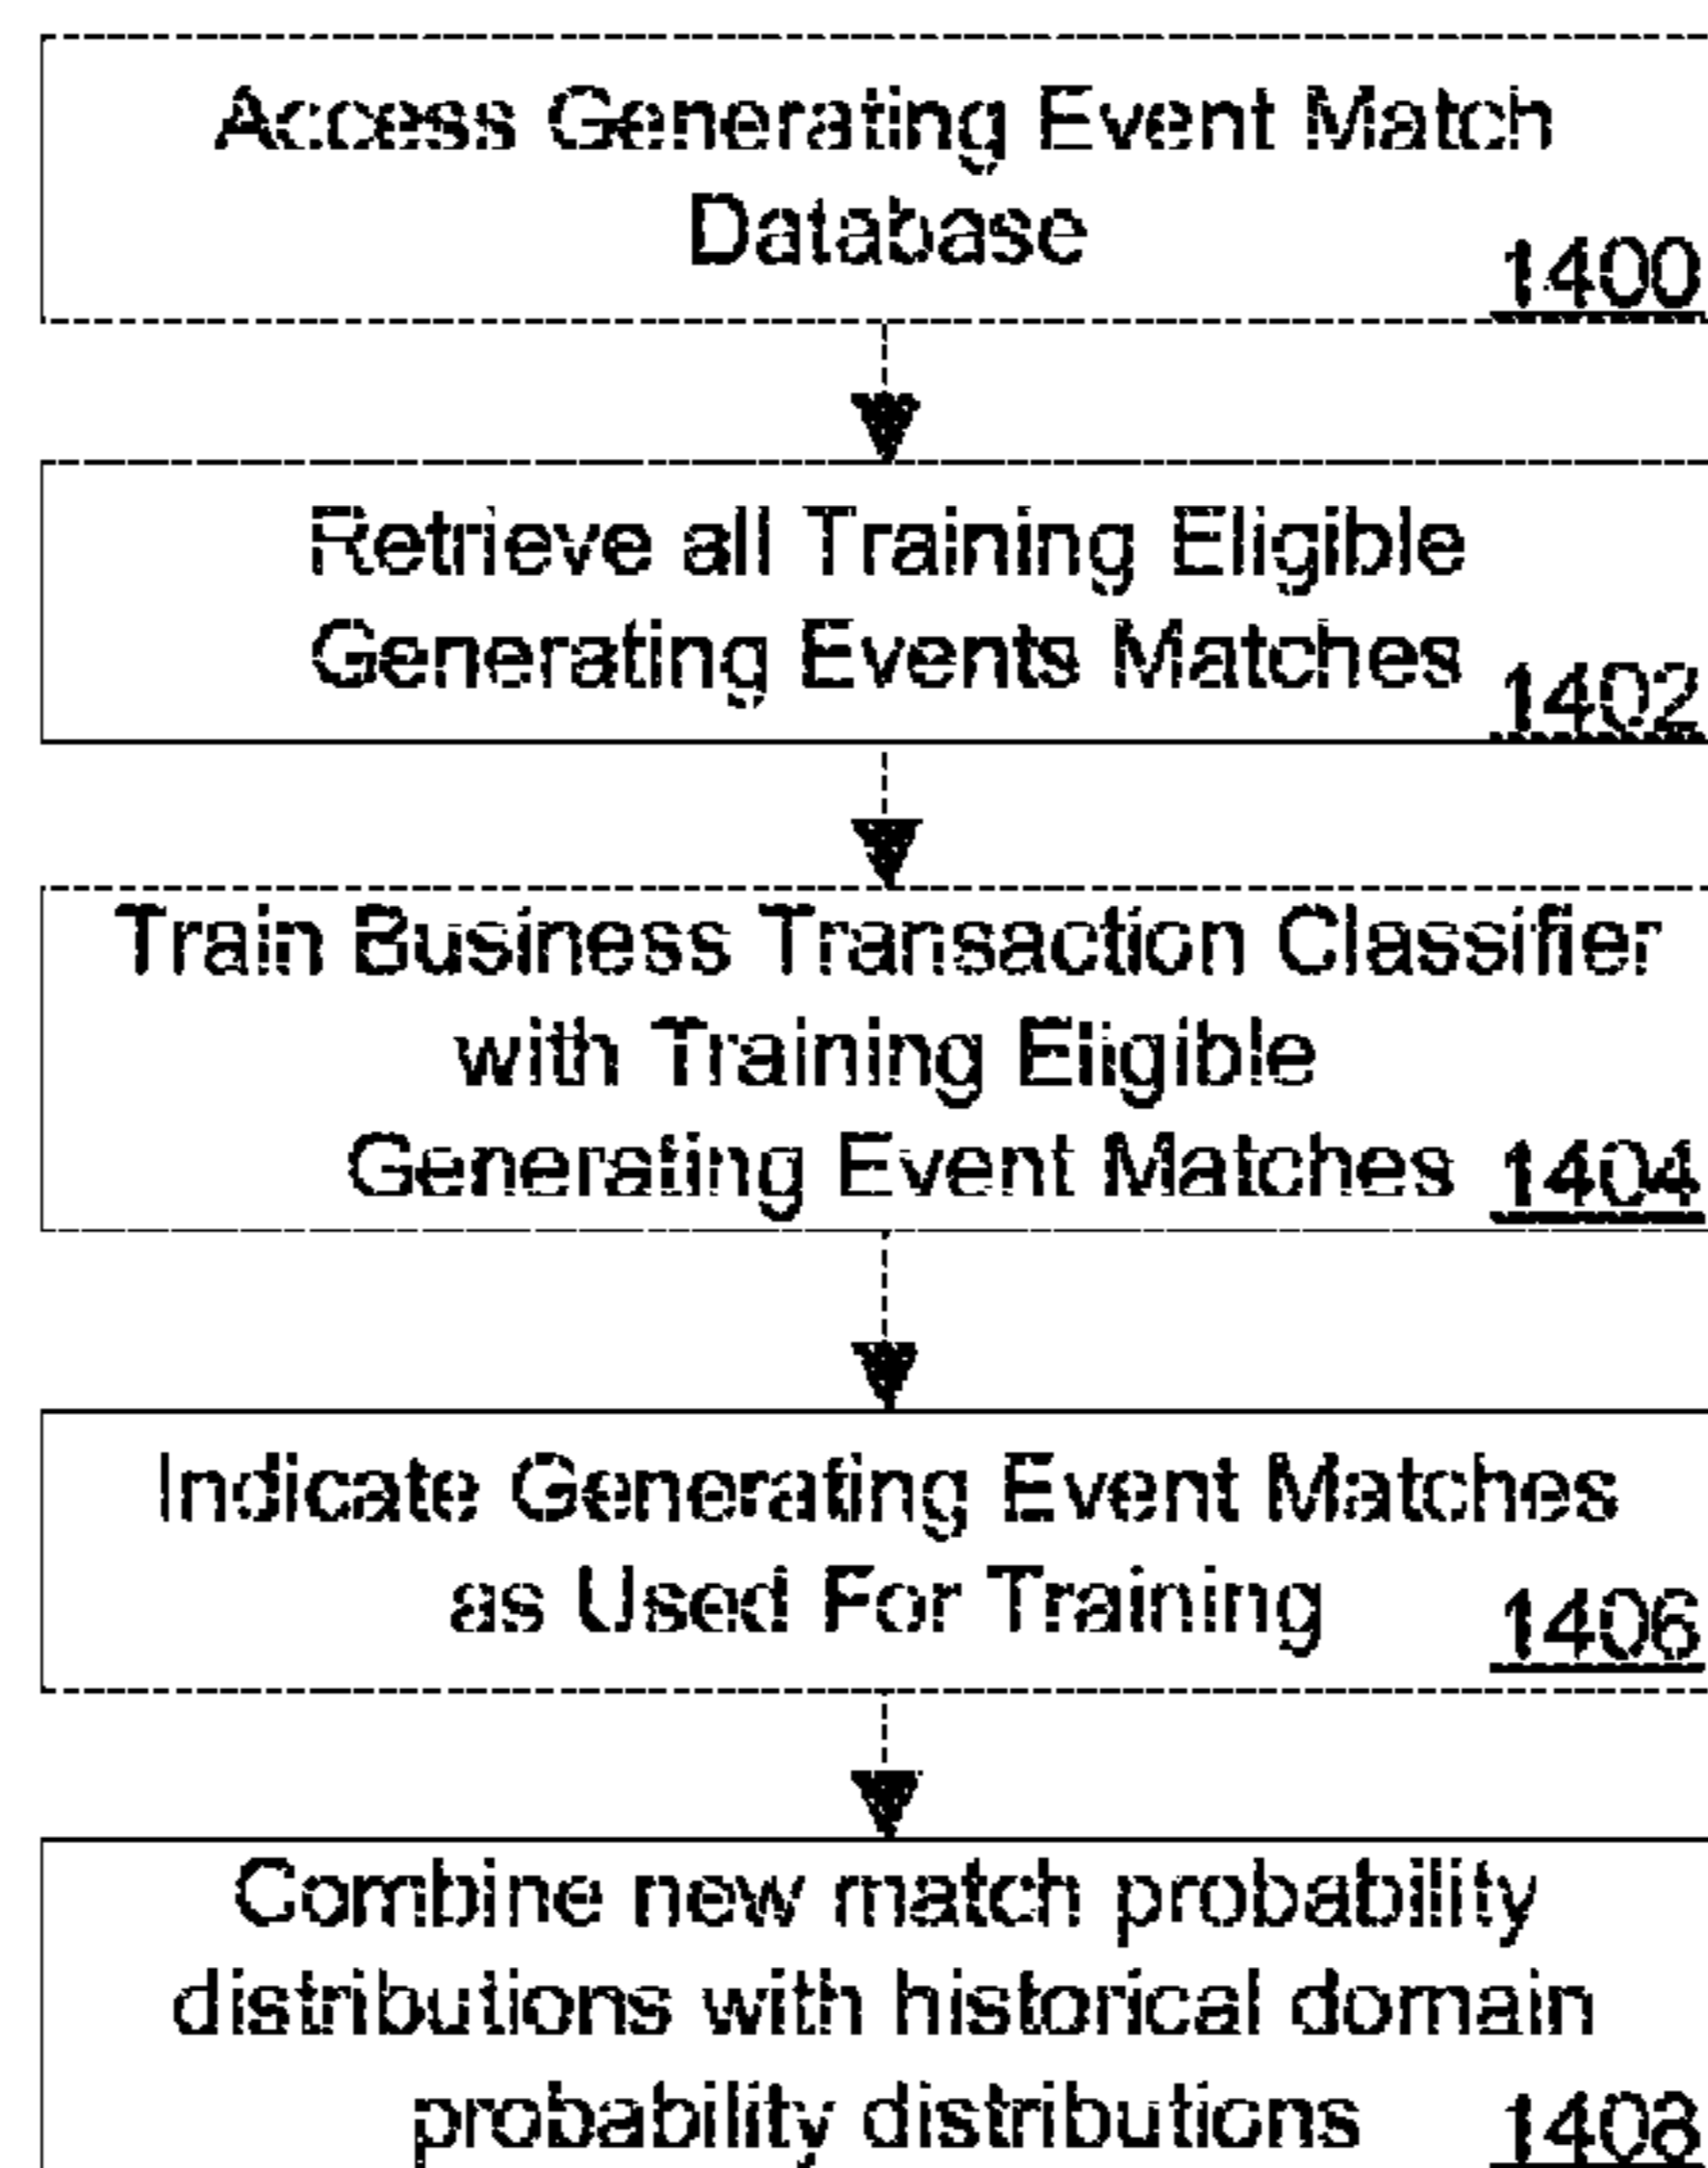 Access Generating Event Match
Database
1400
Retrieve all Training Eligible
Generating Events Matches
1402
Train Business Transaction Classifier
with Training Eligible
Generating Event Matches
1404
Indicate Generating Event Matches
as Used For Training
1406
Combine new match probability
distributions with historical domain
probability distributions
1408